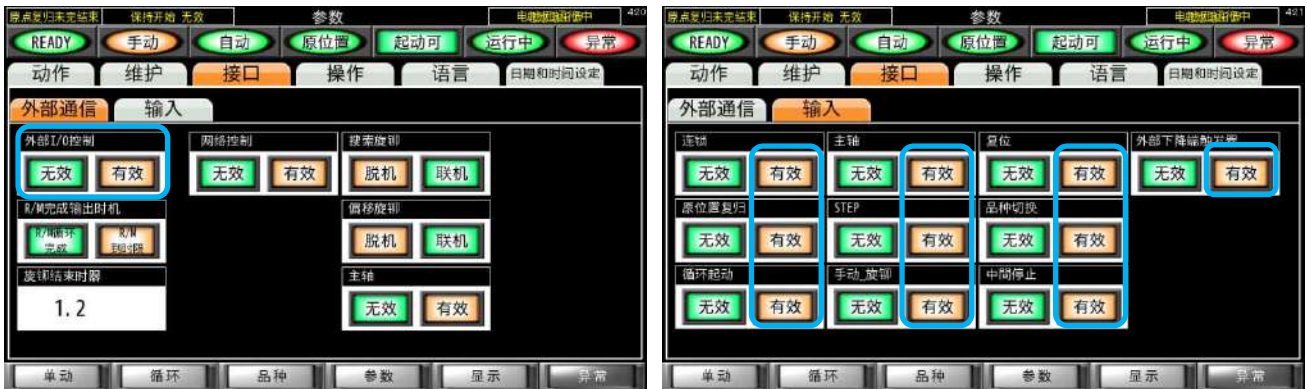 原点复归未完结束 保持开始 无效 参数 420
READY 手动 自动 原位置 起动可 运行中 异常
动作 维护 接口 操作 语言 日期和时间设定
外部通信 输入
外部I/O控制 网络控制 搜索旋铆
无效 有效 无效 有效 脱机 联机
R/M完成输出时机 偏移旋铆
R/M循环 完成 R/M 脱机 联机
旋铆结束时器 主轴
1.2 无效 有效
单动 循环 品种 参数 显示 异常
原点复归未完结束 保持开始 无效 参数 421
READY 手动 自动 原位置 起动可 运行中 异常
动作 维护 接口 操作 语言 日期和时间设定
外部通信 输入
连锁 主轴 复位 外部下降端触发器
无效 有效 无效 有效 无效 有效 无效 有效
原位置复归 STEP 品种切换
无效 有效 无效 有效 无效 有效
循环起动 手动_旋铆 中間停止
无效 有效 无效 有效 无效 有效
单动 循环 品种 参数 显示 异常